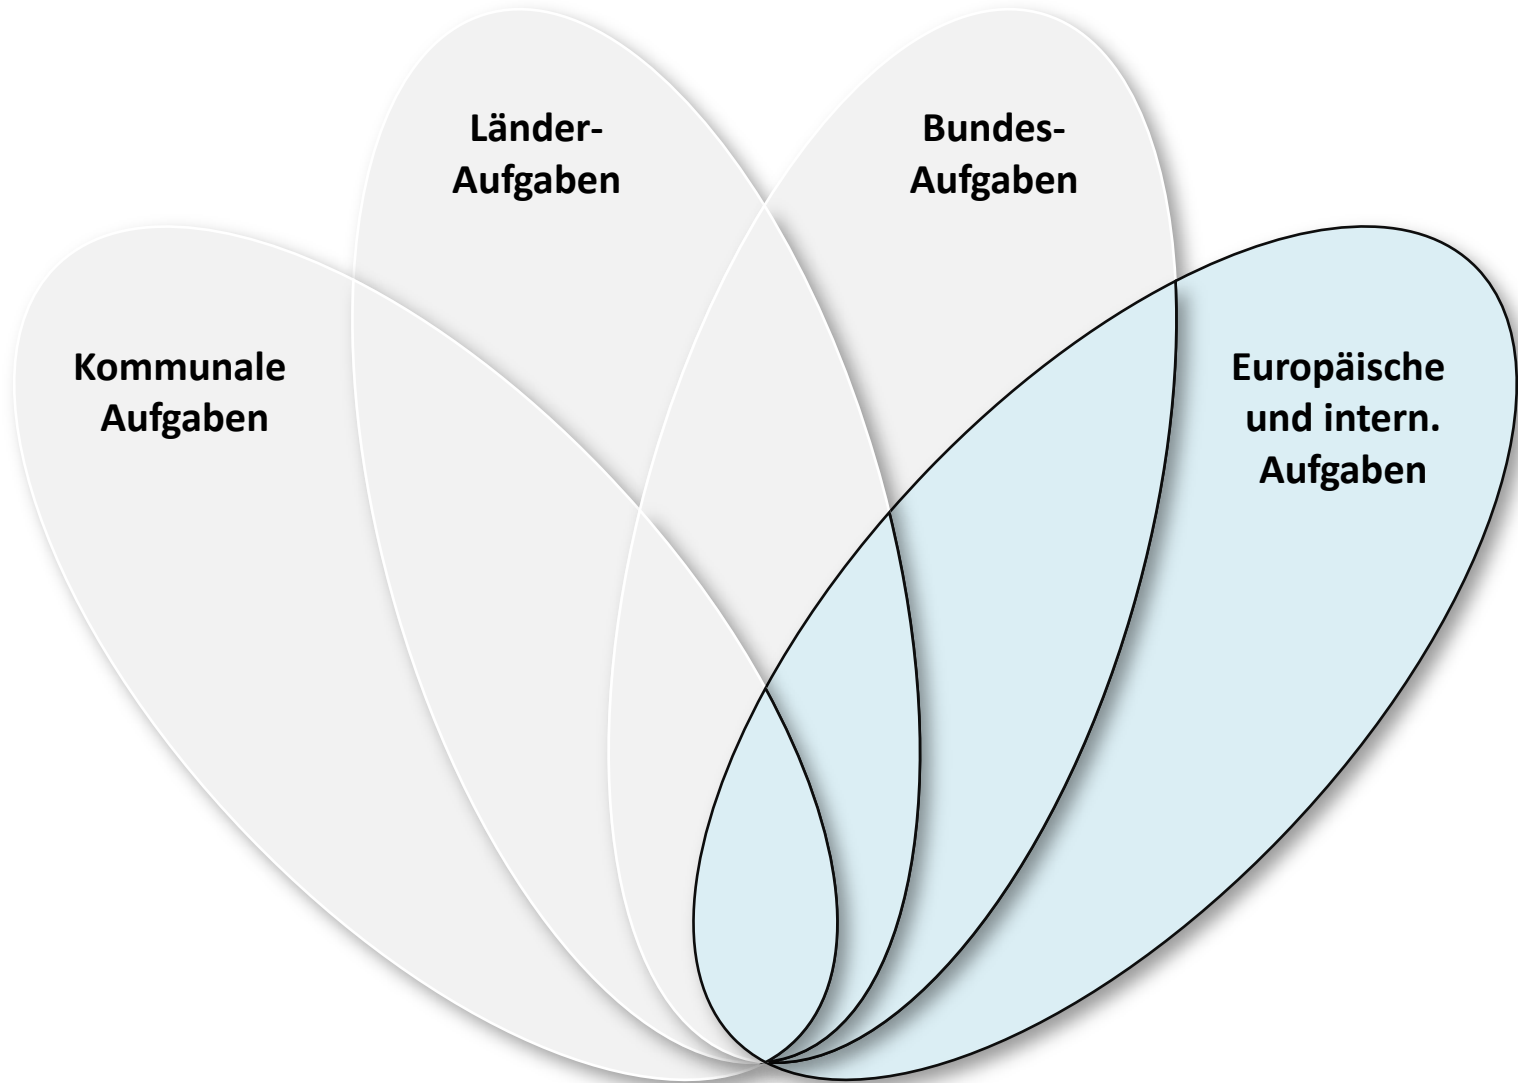 Länder-
Aufgaben
Bundes-
Aufgaben
Kommunale
Aufgaben
Europäische
und intern.
Aufgaben